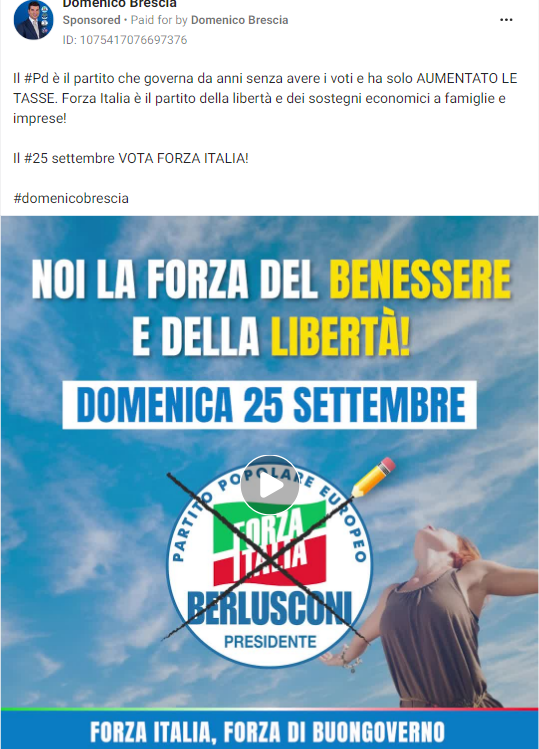 Domenico Brescia
Sponsored • Paid for by Domenico Brescia
ID: 1075417076697376
Il #Pd è il partito che governa da anni senza avere i voti e ha solo AUMENTATO LE
TASSE. Forza Italia è il partito della libertà e dei sostegni economici a famiglie e
imprese!
Il #25 settembre VOTA FORZA ITALIA!
#domenicobrescia
NOI LA FORZA DEL BENESSERE
E DELLA LIBERTÀ!
DOMENICA 25 SETTEMBRE
PARTITO POPOLARE EUROPEO
FORZA
ITALIA
BERLUSCONI
PRESIDENTE
FORZA ITALIA, FORZA DI BUONGOVERNO